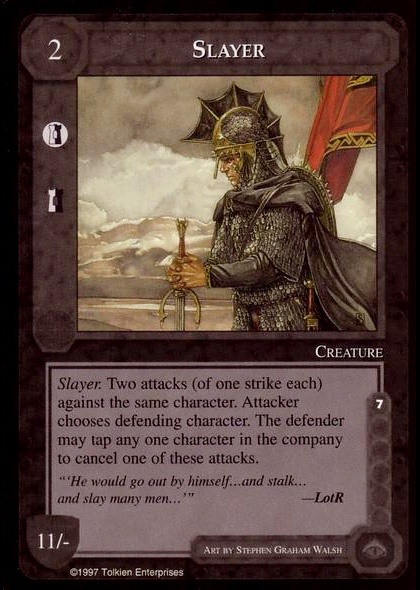 2
SLAYER
CREATURE
Slayer. Two attacks (of one strike each)
against the same character. Attacker
chooses defending character. The defender
may tap any one character in the company
to cancel one of these attacks.
“‘He would go out by himself…and stalk…
and slay many men…’” —LotR
7
11/-
ART BY STEPHEN GRAHAM WALSH
©1997 Tolkien Enterprises